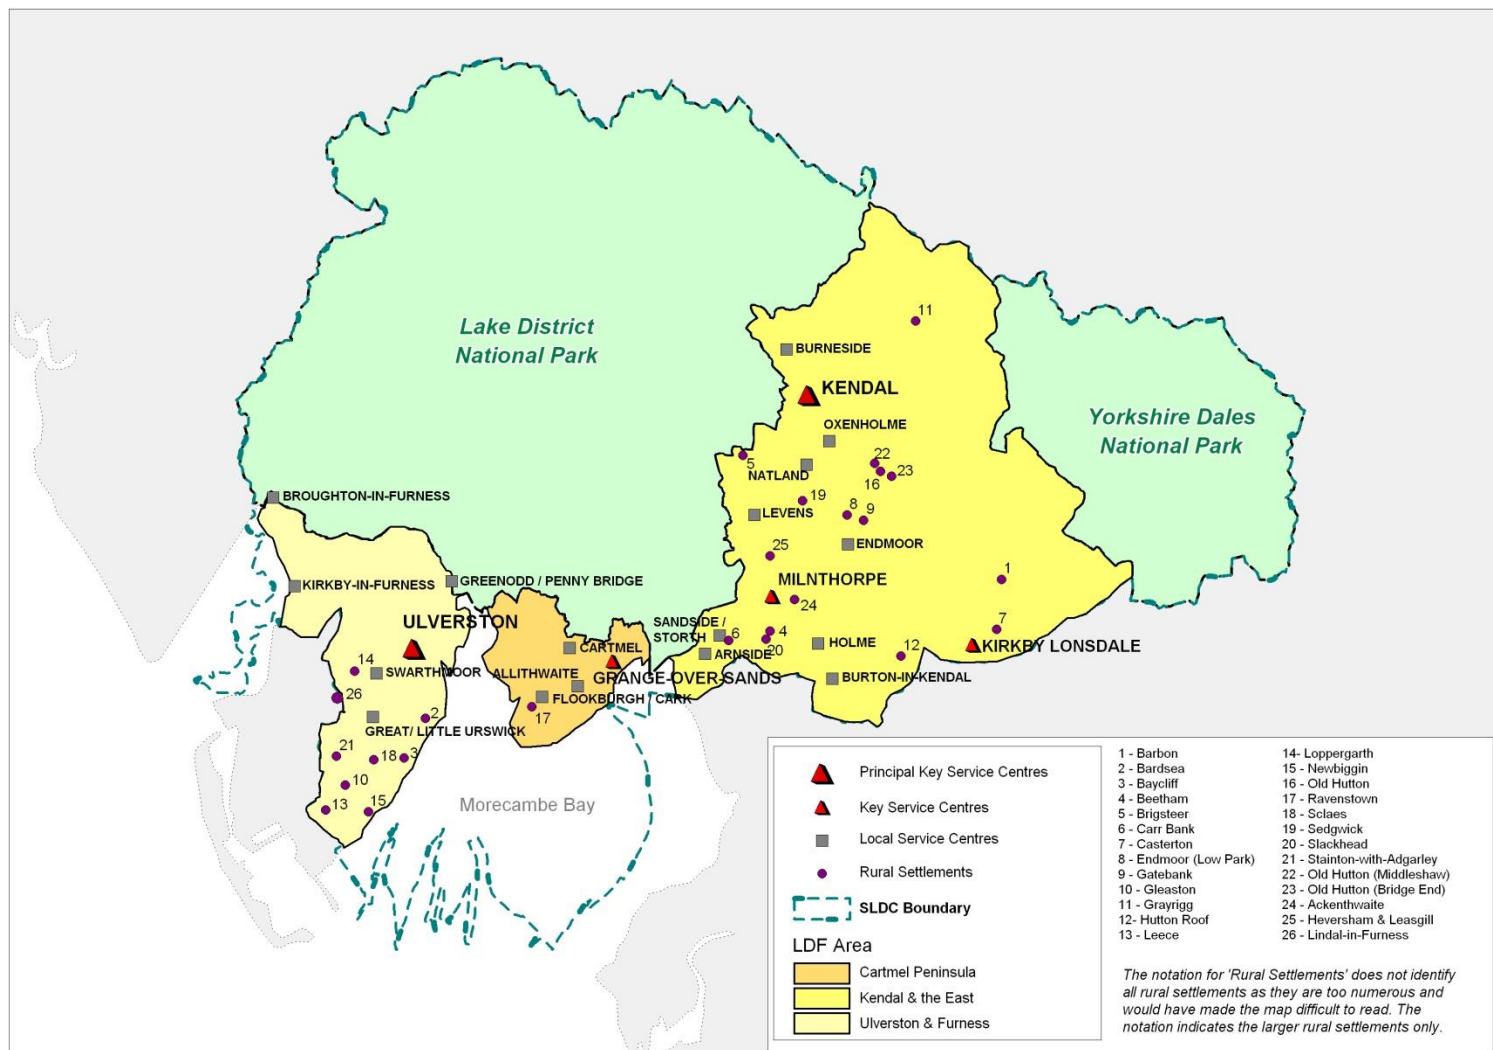 11
Lake District
National Park
BURNESIDE
KENDAL
Yorkshire Dales
National Park
OXENHOLME
5
NATLAND
22
16
23
BROUGHTON-IN-FURNESS
19
8
9
LEVENS
ENDMOOR
25
KIRKBY-IN-FURNESS
GREENODD / PENNY BRIDGE
MILNTHORPE
1
24
ULVERSTON
SANDSIDE /
STORTH
6
4
7
20
HOLME
KIRKBY LONSDALE
12
CARTMEL
ARNSIDE
14
SWARTHMOOR
ALLITHWAITE
GRANGE-OVER-SANDS
BURTON-IN-KENDAL
26
FLOOKBURGH / CARK
17
2
GREAT/ LITTLE URSWICK
21
18
3
10
13
15
Morecambe Bay
Principal Key Service Centres
Key Service Centres
Local Service Centres
Rural Settlements
SLDC Boundary
LDF Area
Cartmel Peninsula
Kendal & the East
Ulverston & Furness
1 - Barbon
2 - Bardsea
3 - Baycliff
4 - Beetham
5 - Brigsteer
6 - Carr Bank
7 - Casterton
8 - Endmoor (Low Park)
9 - Gatebank
10 - Gleaston
11 - Grayrigg
12- Hutton Roof
13 - Leece
14- Loppergarth
15 - Newbiggin
16 - Old Hutton
17 - Ravenstown
18 - Sclaes
19 - Sedgwick
20 - Slackhead
21 - Stainton-with-Adgarley
22 - Old Hutton (Middleshaw)
23 - Old Hutton (Bridge End)
24 - Ackenthwaite
25 - Heversham & Leasgill
26 - Lindal-in-Furness
The notation for 'Rural Settlements' does not identify
all rural settlements as they are too numerous and
would have made the map difficult to read. The
notation indicates the larger rural settlements only.